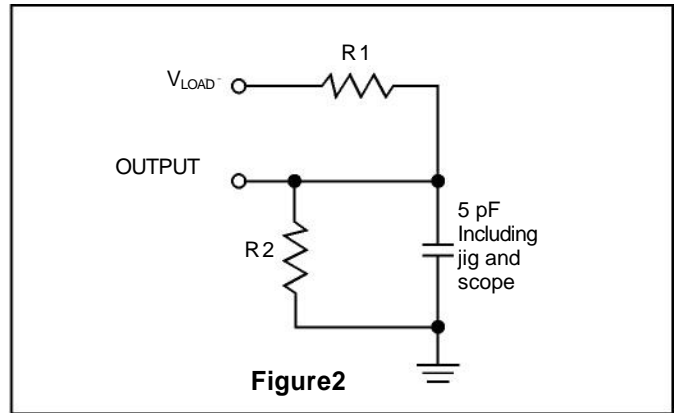 R1
VLOAD
OUTPUT
5 pF
Including
jig and
scope
R2
Figure2